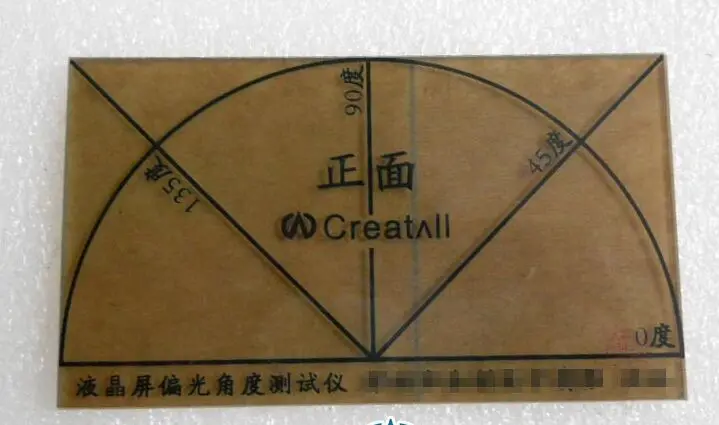 90度
135度
45度
正面
Creatʌll
0度
液晶屏偏光角度测试仪